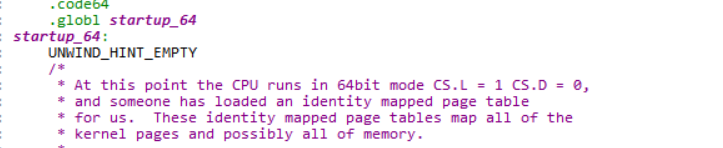 .code64
.globl startup_64
startup_64:
UNWIND_HINT_EMPTY
/*
* At this point the CPU runs in 64bit mode CS.L = 1 CS.D = 0,
* and someone has loaded an identity mapped page table
* for us.  These identity mapped page tables map all of the
* kernel pages and possibly all of memory.
*